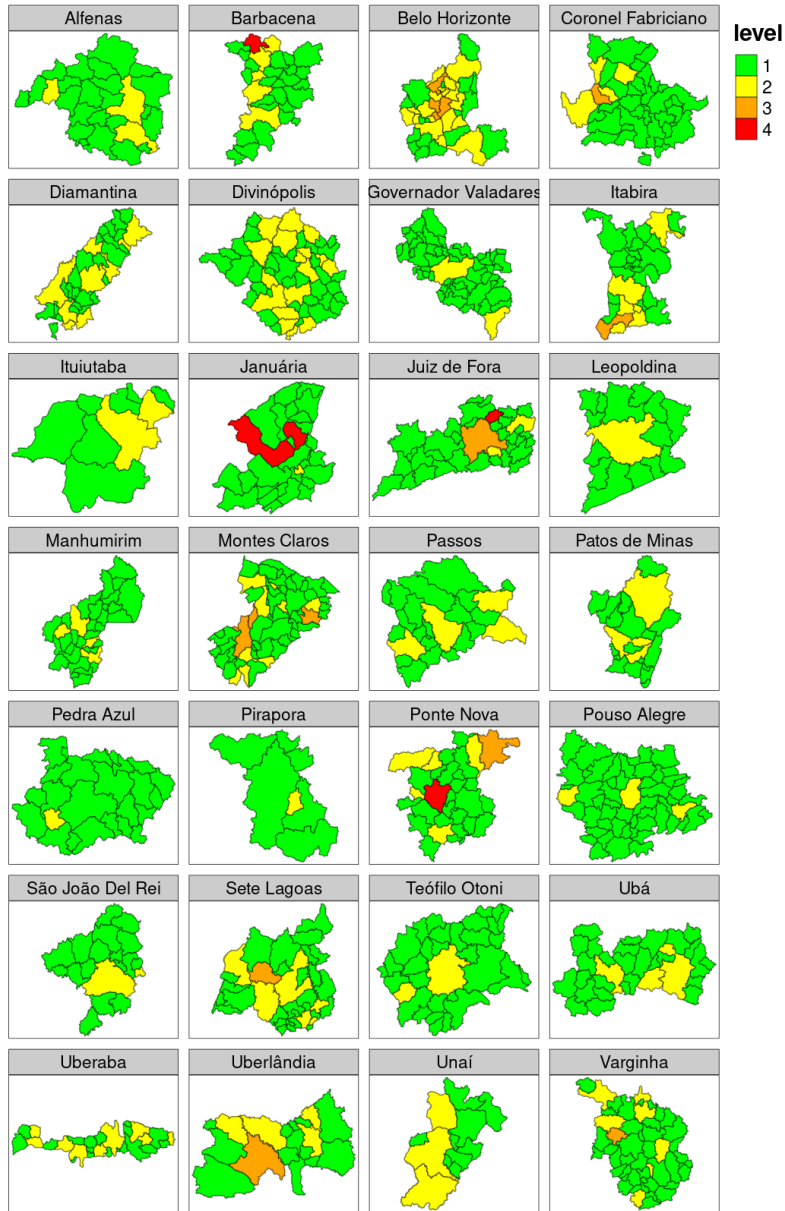 Alfenas
Barbacena
Belo Horizonte
Coronel Fabriciano
level
1
2
3
4
Diamantina
Divinópolis
Governador Valadares
Itabira
Ituiutaba
Januária
Juiz de Fora
Leopoldina
Manhumirim
Montes Claros
Passos
Patos de Minas
Pedra Azul
Pirapora
Ponte Nova
Pouso Alegre
São João Del Rei
Sete Lagoas
Teófilo Otoni
Ubá
Uberaba
Uberlândia
Unaí
Varginha